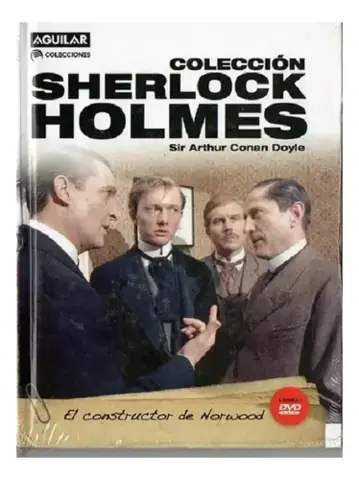 AGUILAR
COLECCIONES
COLECCIÓN
SHERLOCK
HOLMES
Sir Arthur Conan Doyle
El constructor de Norwood
DVD